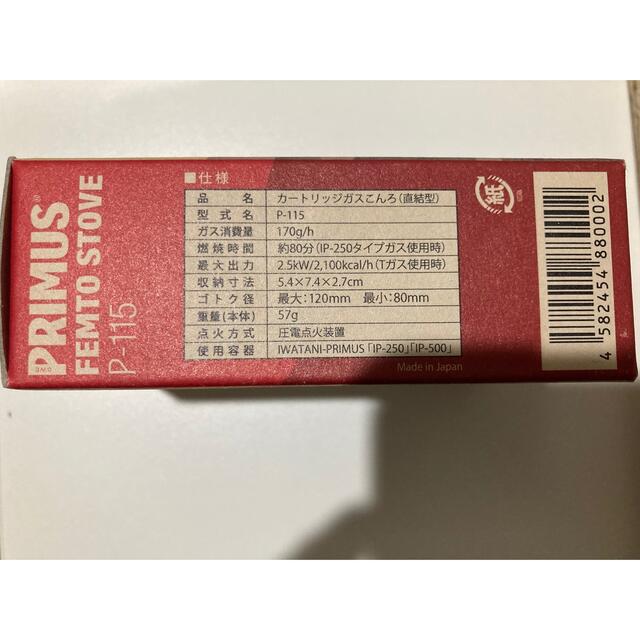 PRIMUS®
SWE
FEMTO STOVE
P-115
■仕様
品名 カートリッジガスこんろ(直結型)
型式名 P-115
ガス消費量 170g/h
燃焼時間 約80分(IP-250タイプガス使用時)
最大出力 2.5kW/2,100kcal/h(Tガス使用時)
収納寸法 5.4×7.4×2.7cm
ゴトク径 最大:120mm 最小:80mm
重量(本体) 57g
点火方式 圧電点火装置
使用容器 IWATANI-PRIMUS「IP-250」「IP-500」
Made in Japan
紙
4 582454 880002